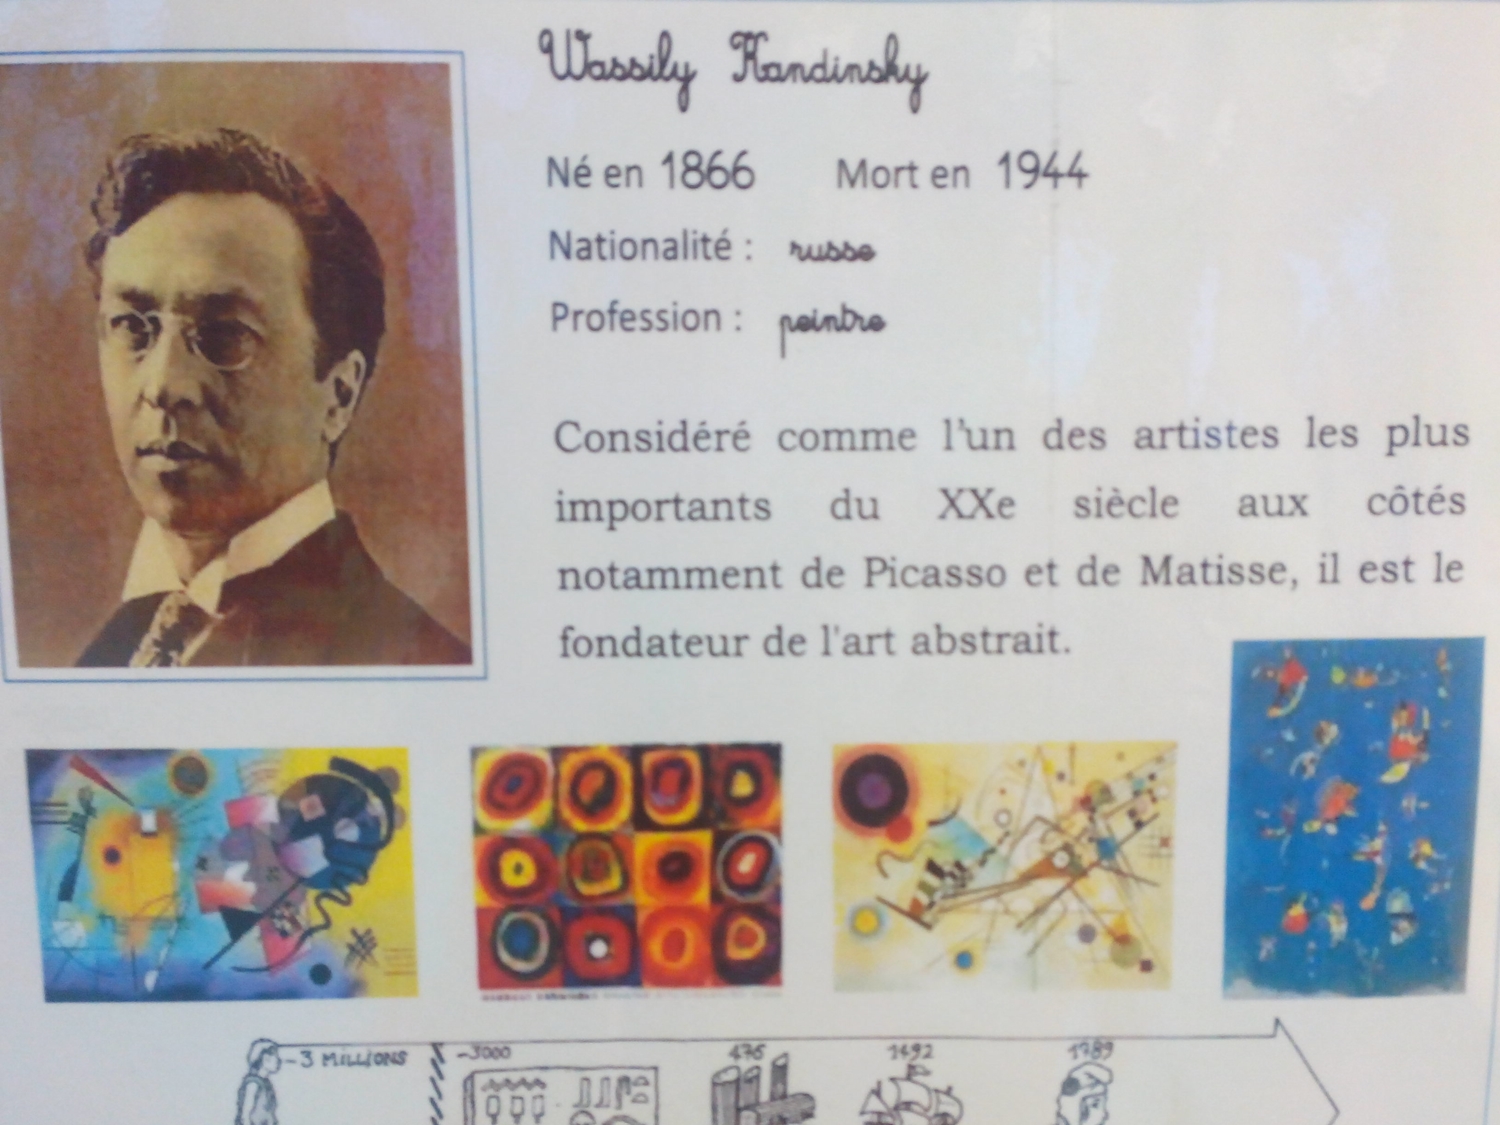 Wassily Kandinsky
Né en 1866 Mort en 1944
Nationalité : russe
Profession : peintre
Considéré comme l'un des artistes les plus
importants du XXe siècle aux côtés
notamment de Picasso et de Matisse, il est le
fondateur de l'art abstrait.
-3 MILLIONS -3000 476 1492 1789